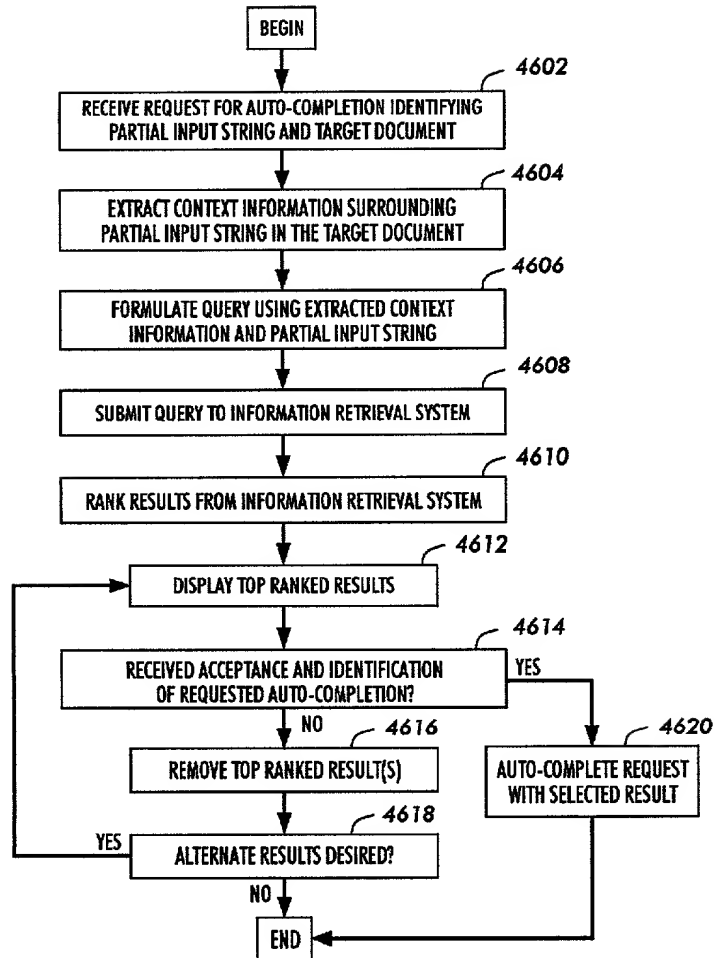 BEGIN
4602
RECEIVE REQUEST FOR AUTO-COMPLETION IDENTIFYING
PARTIAL INPUT STRING AND TARGET DOCUMENT
4604
EXTRACT CONTEXT INFORMATION SURROUNDING
PARTIAL INPUT STRING IN THE TARGET DOCUMENT
4606
FORMULATE QUERY USING EXTRACTED CONTEXT
INFORMATION AND PARTIAL INPUT STRING
4608
SUBMIT QUERY TO INFORMATION RETRIEVAL SYSTEM
4610
RANK RESULTS FROM INFORMATION RETRIEVAL SYSTEM
4612
DISPLAY TOP RANKED RESULTS
4614
RECEIVED ACCEPTANCE AND IDENTIFICATION
OF REQUESTED AUTO-COMPLETION?
YES
NO
4616
REMOVE TOP RANKED RESULT(S)
4620
AUTO-COMPLETE REQUEST
WITH SELECTED RESULT
4618
YES
ALTERNATE RESULTS DESIRED?
NO
END